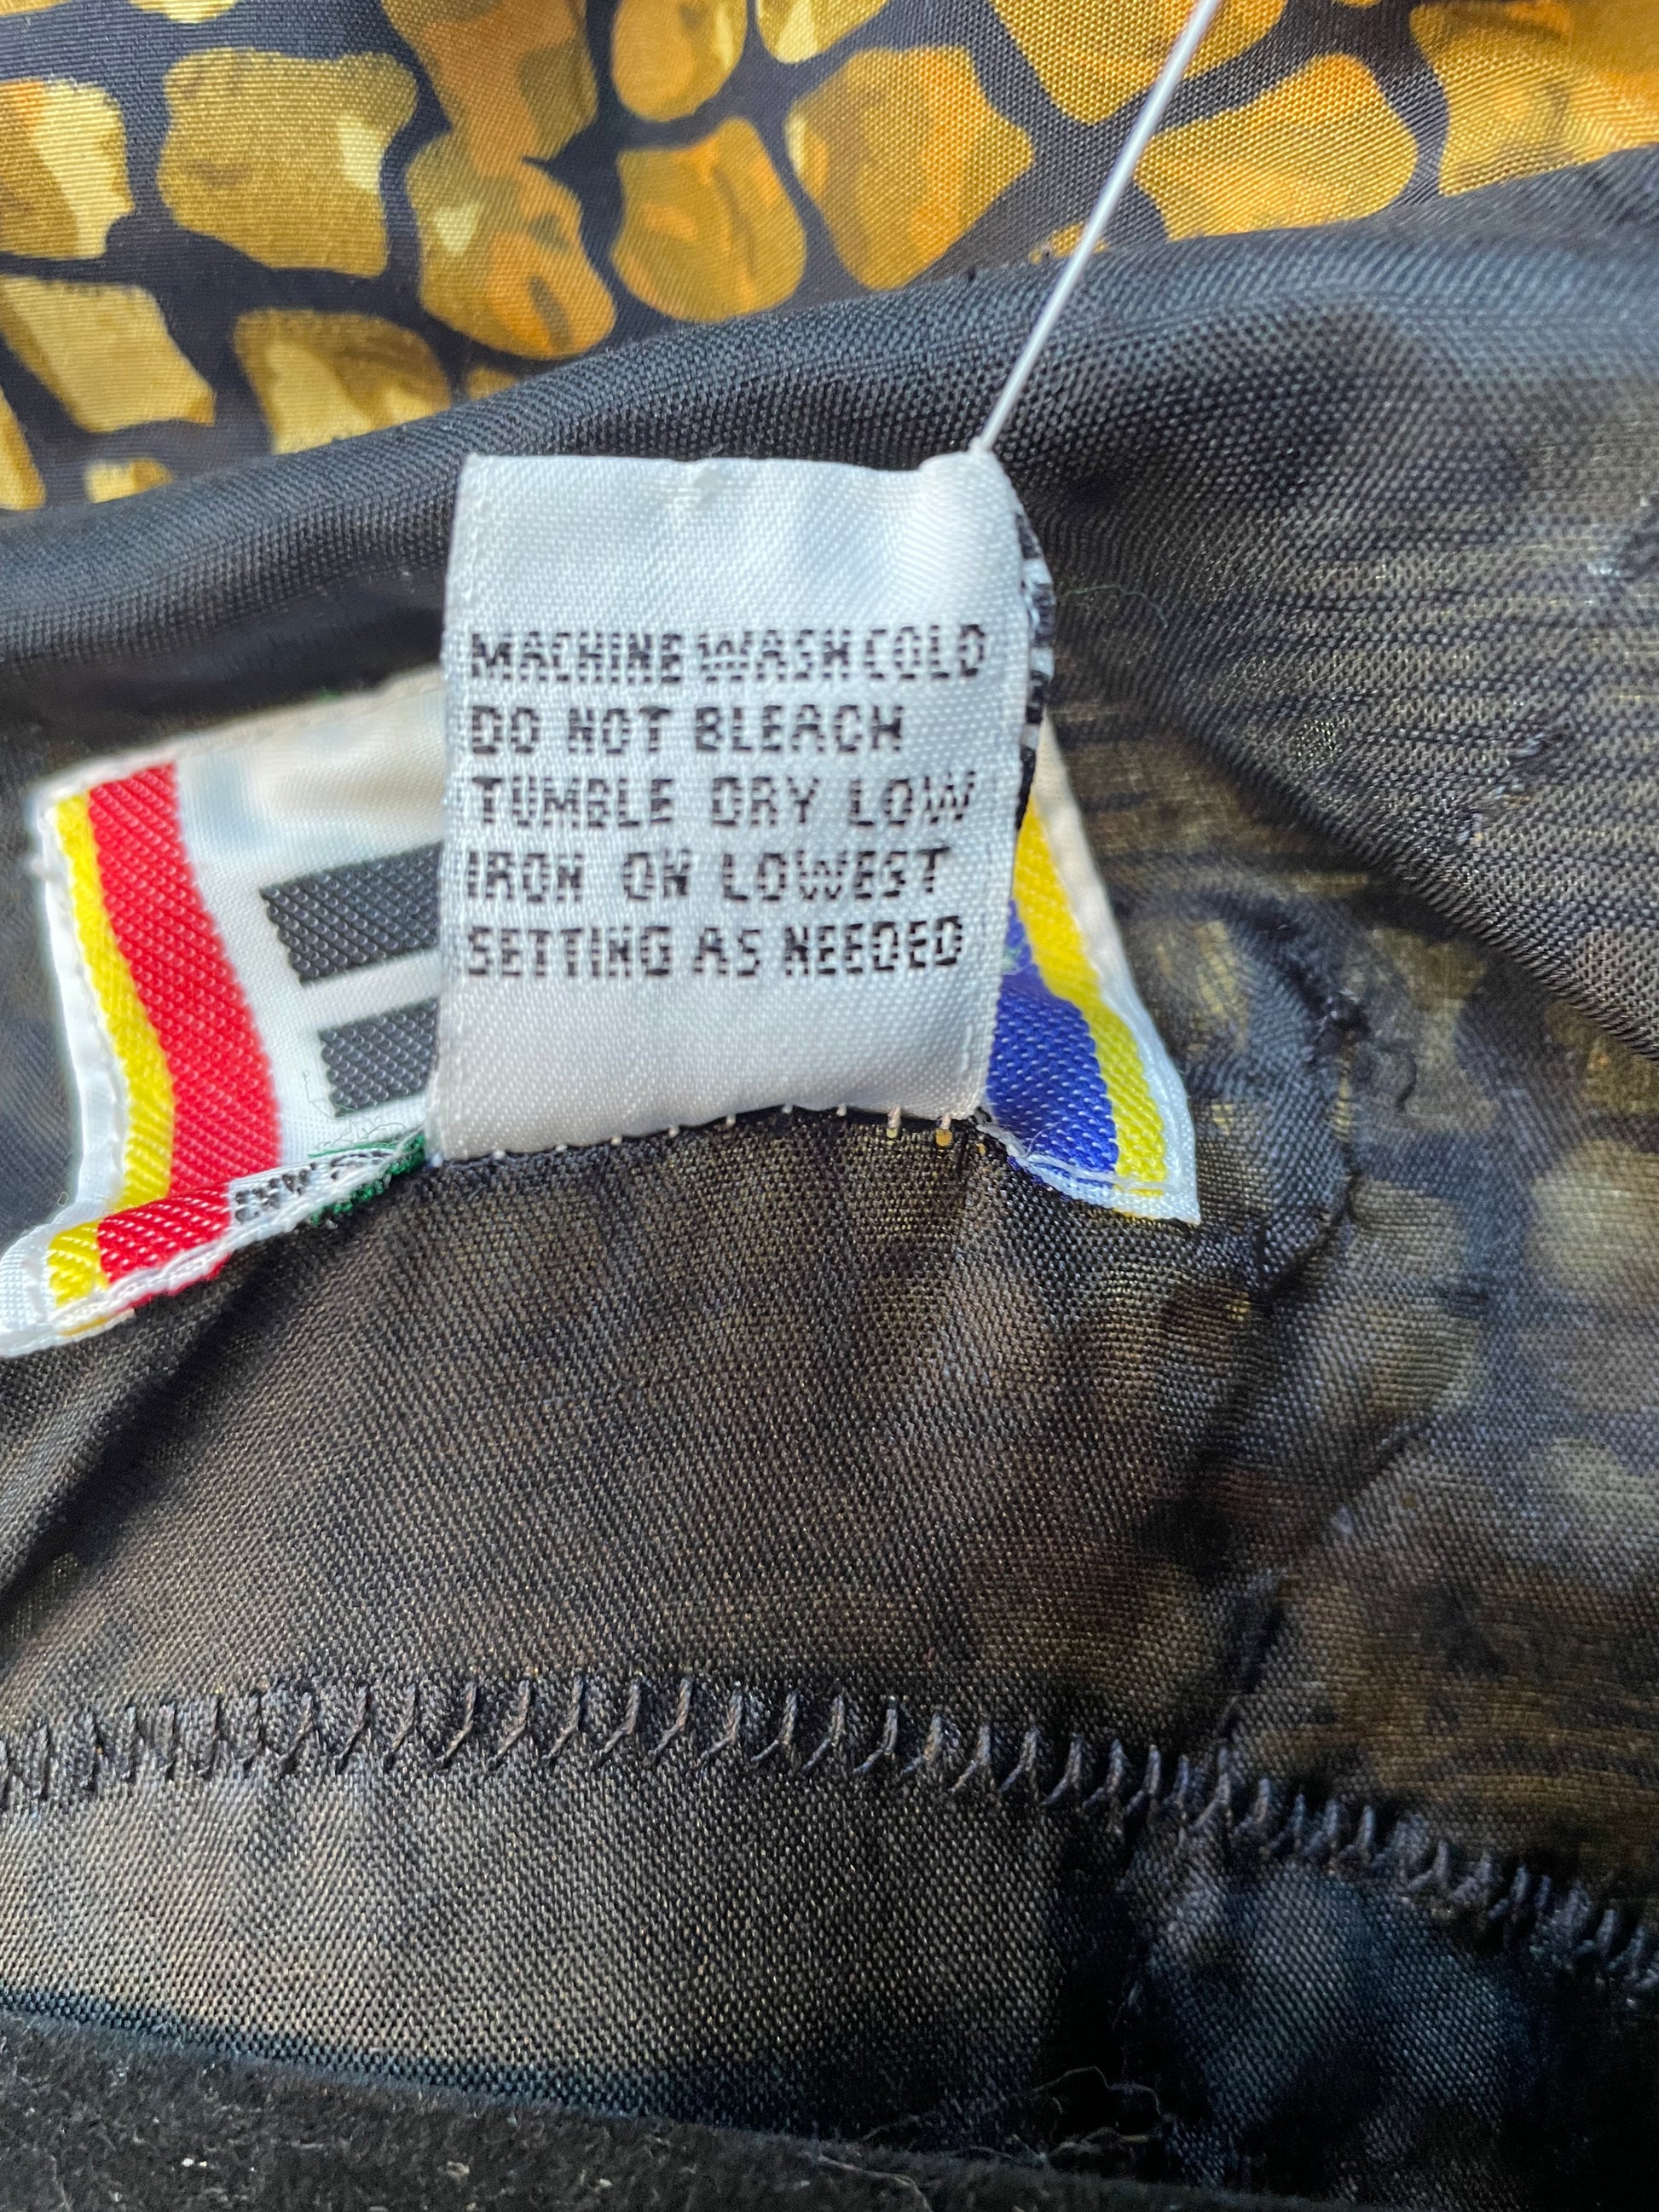 MACHINE WASH COLD
DO NOT BLEACH
TUMBLE DRY LOW
IRON ON LOWEST
SETTING AS NEEDED